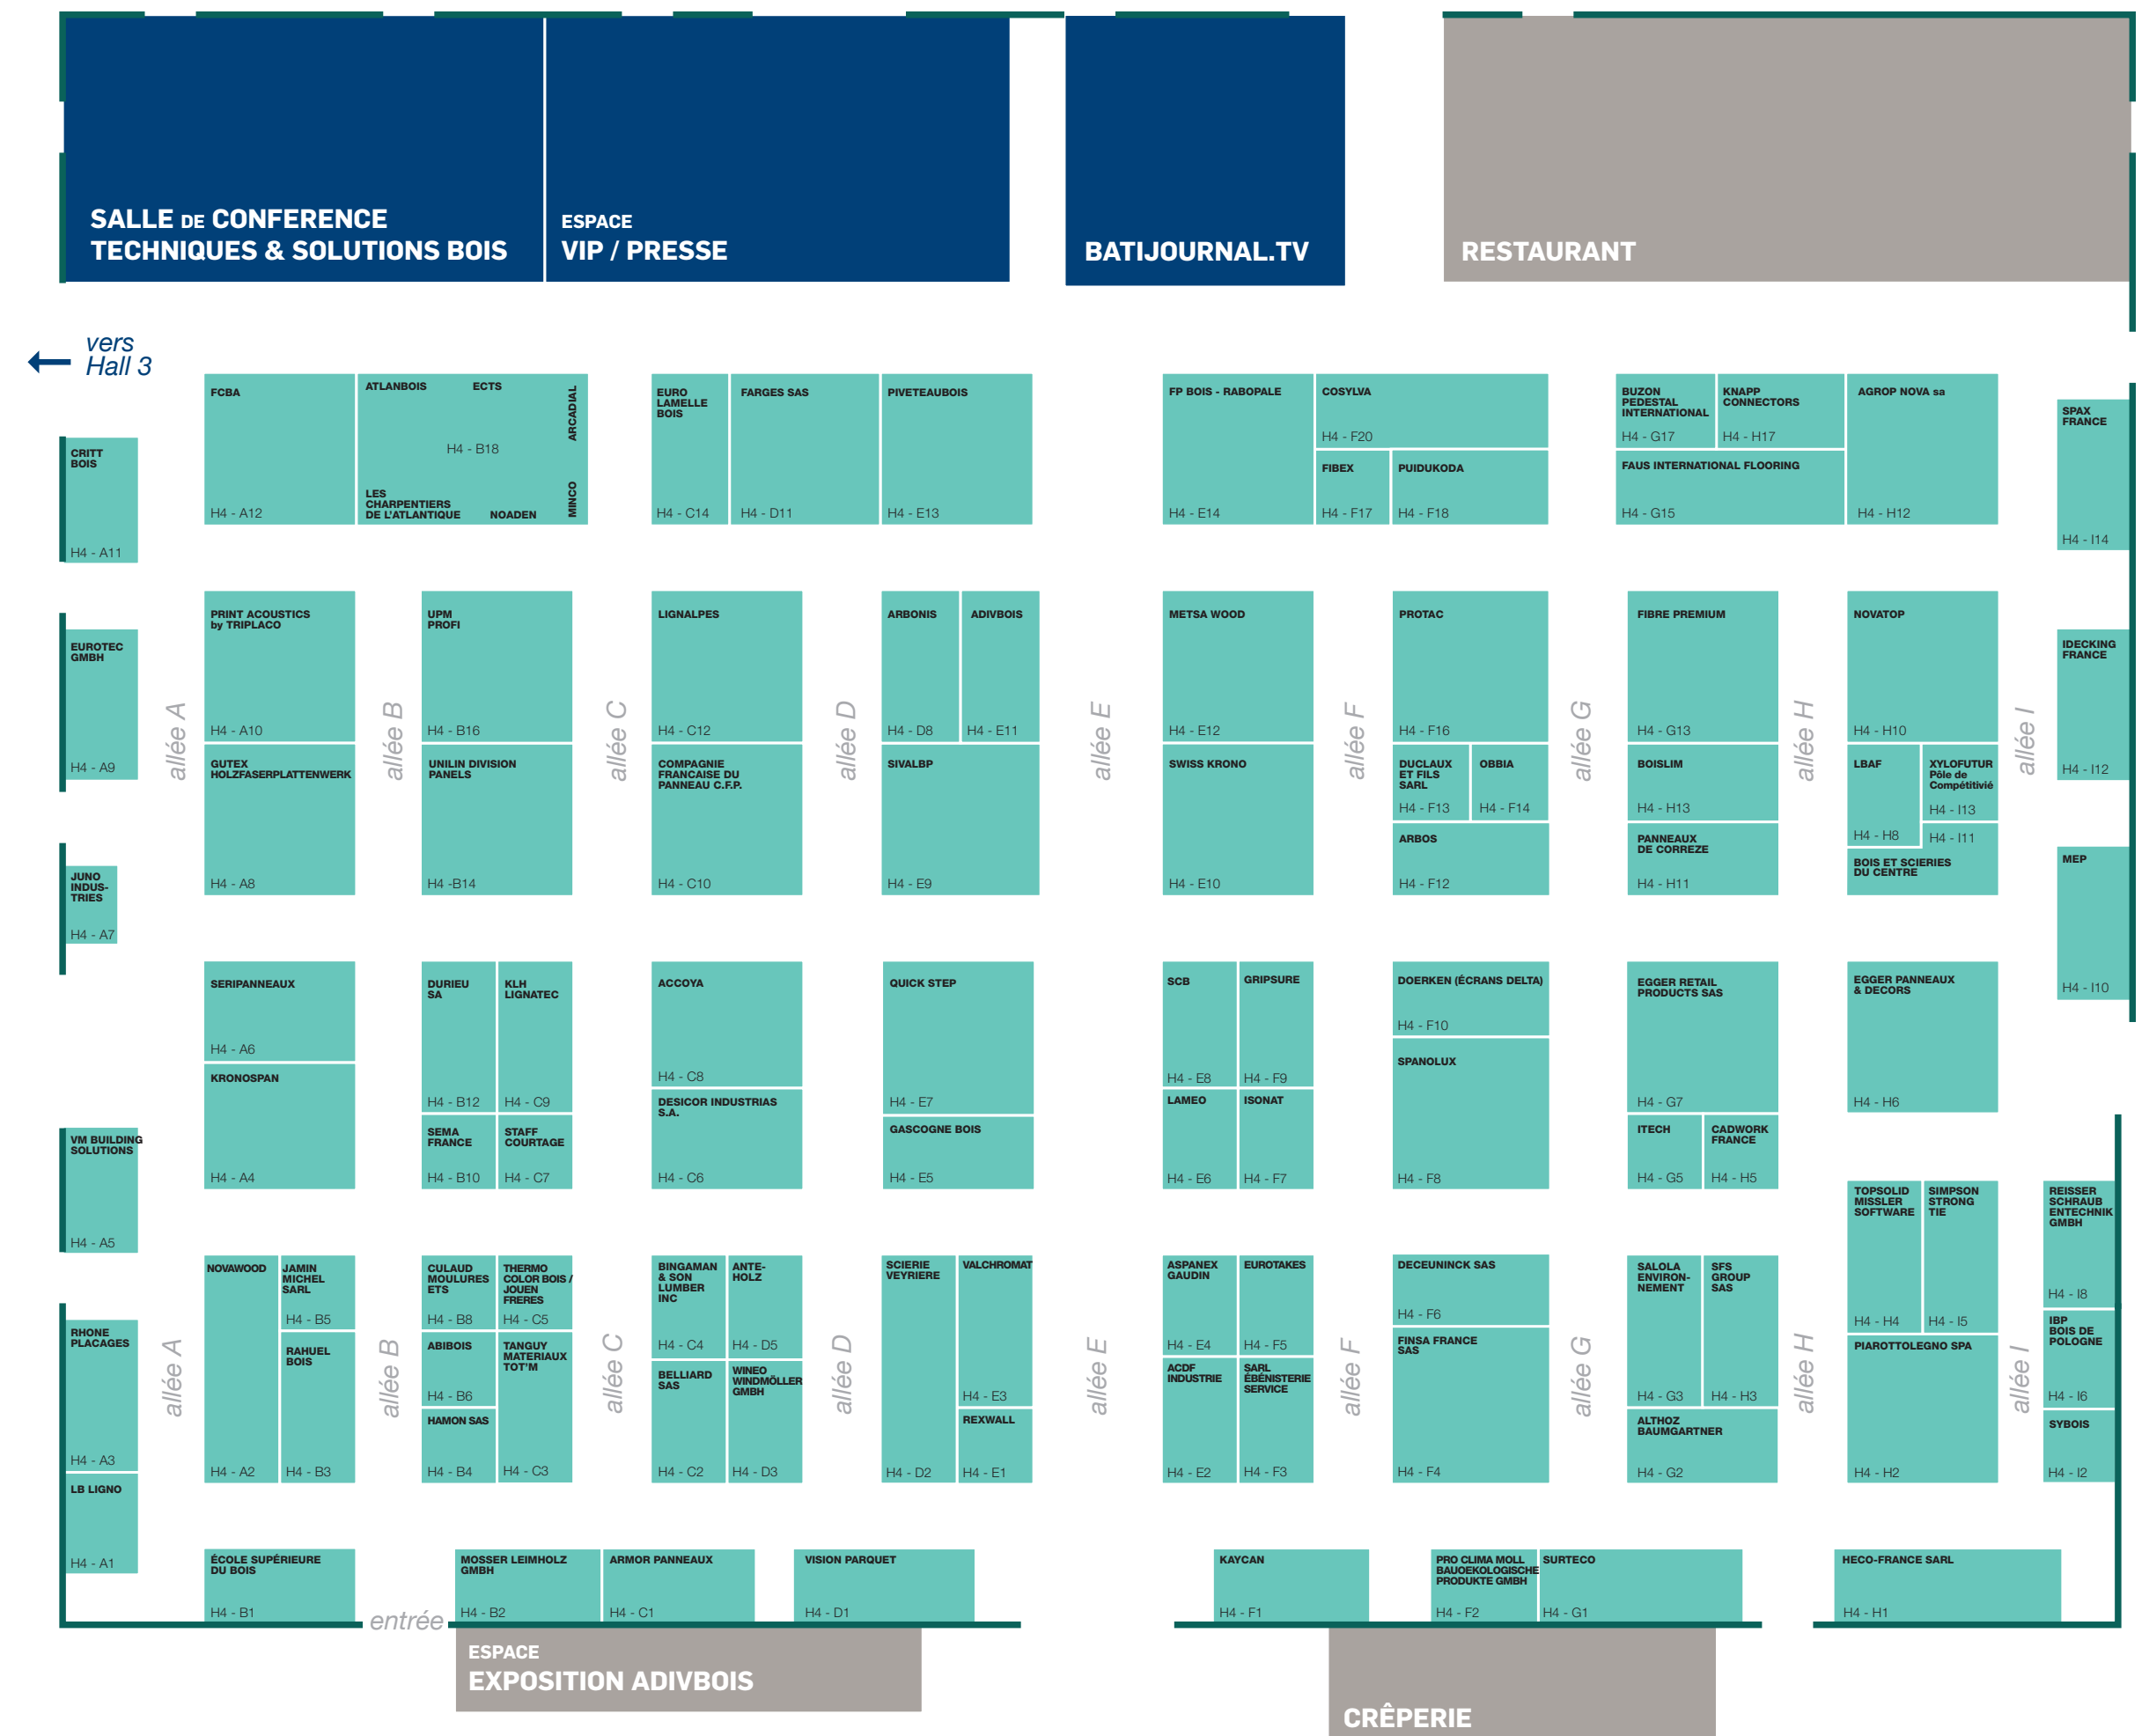 SALLE DE CONFERENCE
TECHNIQUES & SOLUTIONS BOIS
ESPACE
VIP / PRESSE
BATIJOURNAL.TV
RESTAURANT
vers
Hall 3
FCBA
H4 - A12
ATLANBOIS
ECTS
ARCADIAL
H4 - B18
LES
CHARPENTIERS
DE L'ATLANTIQUE
NOADEN
MINCO
EURO
LAMELLE
BOIS
H4 - C14
FARGES SAS
H4 - D11
PIVETEAUBOIS
H4 - E13
FP BOIS - RABOPALE
H4 - E14
COSYLVA
H4 - F20
FIBEX
H4 - F17
PUIDUKODA
H4 - F18
BUZON
PEDESTAL
INTERNATIONAL
H4 - G17
KNAPP
CONNECTORS
H4 - H17
FAUS INTERNATIONAL FLOORING
H4 - G15
AGROP NOVA sa
H4 - H12
SPAX
FRANCE
H4 - I14
CRITT
BOIS
H4 - A11
EUROTEC
GMBH
H4 - A9
allée A
PRINT ACOUSTICS
by TRIPLACO
H4 - A10
GUTEX
HOLZFASERPLATTENWERK
H4 - A8
allée B
UPM
PROFI
H4 - B16
UNILIN DIVISION
PANELS
H4 -B14
allée C
LIGNALPES
H4 - C12
COMPAGNIE
FRANCAISE DU
PANNEAU C.F.P.
H4 - C10
allée D
ARBONIS
H4 - D8
ADIVBOIS
H4 - E11
SIVALBP
H4 - E9
allée E
METSA WOOD
H4 - E12
SWISS KRONO
H4 - E10
allée F
PROTAC
H4 - F16
DUCLAUX
ET FILS
SARL
H4 - F13
OBBIA
H4 - F14
ARBOS
H4 - F12
allée G
FIBRE PREMIUM
H4 - G13
BOISLIM
H4 - H13
PANNEAUX
DE CORREZE
H4 - H11
allée H
NOVATOP
H4 - H10
LBAF
H4 - H8
XYLOFUTUR
Pôle de
Compétitivié
H4 - I13
H4 - I11
BOIS ET SCIERIES
DU CENTRE
allée I
IDECKING
FRANCE
H4 - I12
MEP
H4 - I10
JUNO
INDUS-
TRIES
H4 - A7
SERIPANNEAUX
H4 - A6
KRONOSPAN
H4 - A4
DURIEU
SA
H4 - B12
KLH
LIGNATEC
H4 - C9
SEMA
FRANCE
H4 - B10
STAFF
COURTAGE
H4 - C7
ACCOYA
H4 - C8
DESICOR INDUSTRIAS
S.A.
H4 - C6
QUICK STEP
H4 - E7
GASCOGNE BOIS
H4 - E5
SCB
H4 - E8
GRIPSURE
H4 - F9
LAMEO
H4 - E6
ISONAT
H4 - F7
DOERKEN (ÉCRANS DELTA)
H4 - F10
SPANOLUX
H4 - F8
EGGER RETAIL
PRODUCTS SAS
H4 - G7
ITECH
H4 - G5
CADWORK
FRANCE
H4 - H5
EGGER PANNEAUX
& DECORS
H4 - H6
VM BUILDING
SOLUTIONS
H4 - A5
RHONE
PLACAGES
H4 - A3
LB LIGNO
H4 - A1
allée A
NOVAWOOD
H4 - A2
JAMIN
MICHEL
SARL
H4 - B5
RAHUEL
BOIS
H4 - B3
allée B
CULAUD
MOULURES
ETS
H4 - B8
THERMO
COLOR BOIS /
JOUEN
FRERES
H4 - C5
ABIBOIS
H4 - B6
TANGUY
MATERIAUX
TOT'M
H4 - C3
HAMON SAS
H4 - B4
allée C
BINGAMAN
& SON
LUMBER
INC
H4 - C4
ANTE-
HOLZ
H4 - D5
BELLIARD
SAS
H4 - C2
WINEO
WINDMÖLLER
GMBH
H4 - D3
allée D
SCIERIE
VEYRIERE
H4 - D2
VALCHROMAT
H4 - E3
REXWALL
H4 - E1
allée E
ASPANEX
GAUDIN
H4 - E4
EUROTAKES
H4 - F5
ACDF
INDUSTRIE
H4 - E2
SARL
ÉBÉNISTERIE
SERVICE
H4 - F3
allée F
DECEUNINCK SAS
H4 - F6
FINSA FRANCE
SAS
H4 - F4
allée G
SALOLA
ENVIRON-
NEMENT
H4 - G3
SFS
GROUP
SAS
H4 - H3
ALTHOZ
BAUMGARTNER
H4 - G2
allée H
TOPSOLID
MISSLER
SOFTWARE
H4 - H4
SIMPSON
STRONG
TIE
H4 - I5
PIAROTTOLEGNO SPA
H4 - H2
allée I
REISSER
SCHRAUB
ENTECHNIK
GMBH
H4 - I8
IBP
BOIS DE
POLOGNE
H4 - I6
SYBOIS
H4 - I2
ÉCOLE SUPÉRIEURE
DU BOIS
H4 - B1
entrée
MOSSER LEIMHOLZ
GMBH
H4 - B2
ARMOR PANNEAUX
H4 - C1
VISION PARQUET
H4 - D1
KAYCAN
H4 - F1
PRO CLIMA MOLL
BAUOEKOLOGISCHE
PRODUKTE GMBH
H4 - F2
SURTECO
H4 - G1
HECO-FRANCE SARL
H4 - H1
ESPACE
EXPOSITION ADIVBOIS
CRÊPERIE